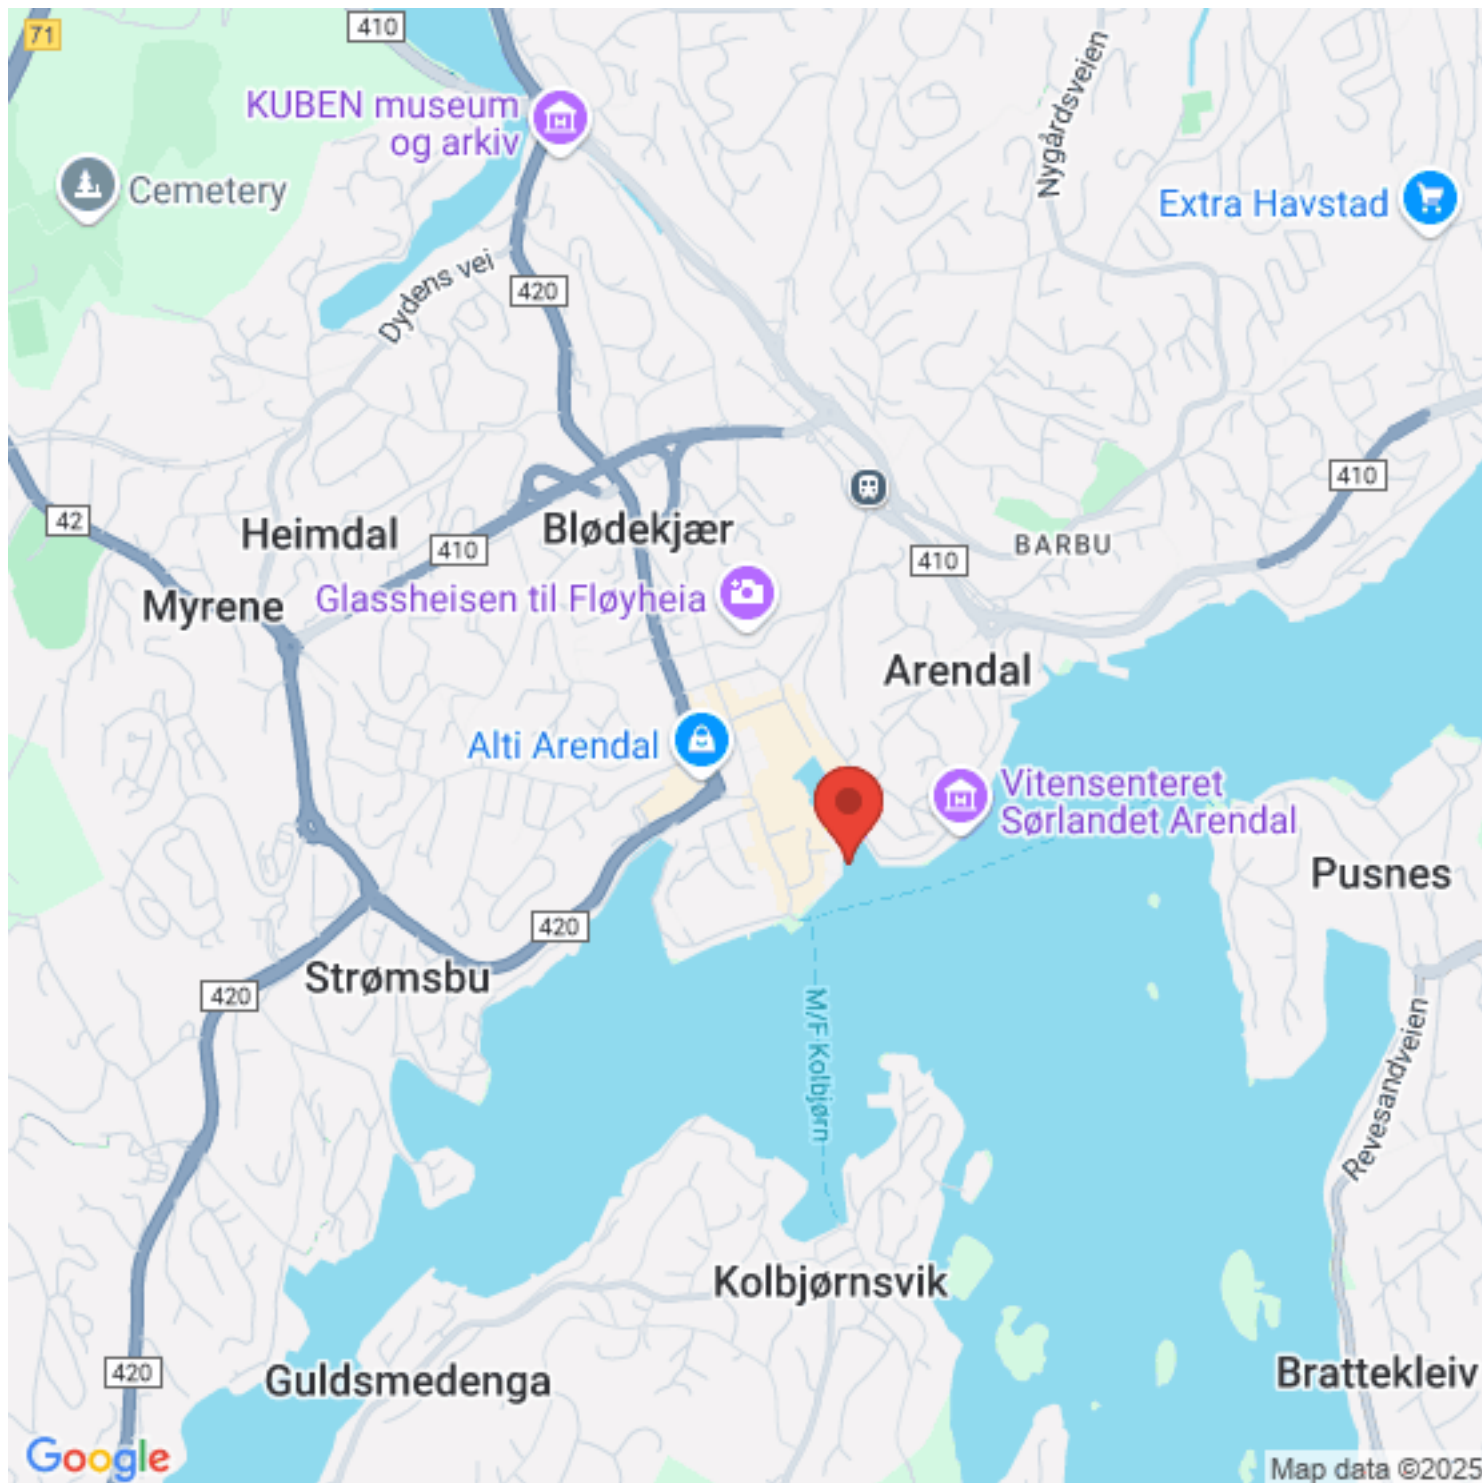 71
410
KUBEN museum
og arkiv
Nygårdsveien
Cemetery
Extra Havstad
Dydens vei
420
410
42
Heimdal
Blødekjær
410
410
BARBU
Myrene
Glassheisen til Fløyheia
Arendal
Alti Arendal
Vitensenteret
Sørlandet Arendal
Pusnes
420
Strømsbu
420
M/F Kolbjørn
Revesandveien
Kolbjørnsvik
420
Guldsmedenga
Brattekleiv
Google
Map data ©2025